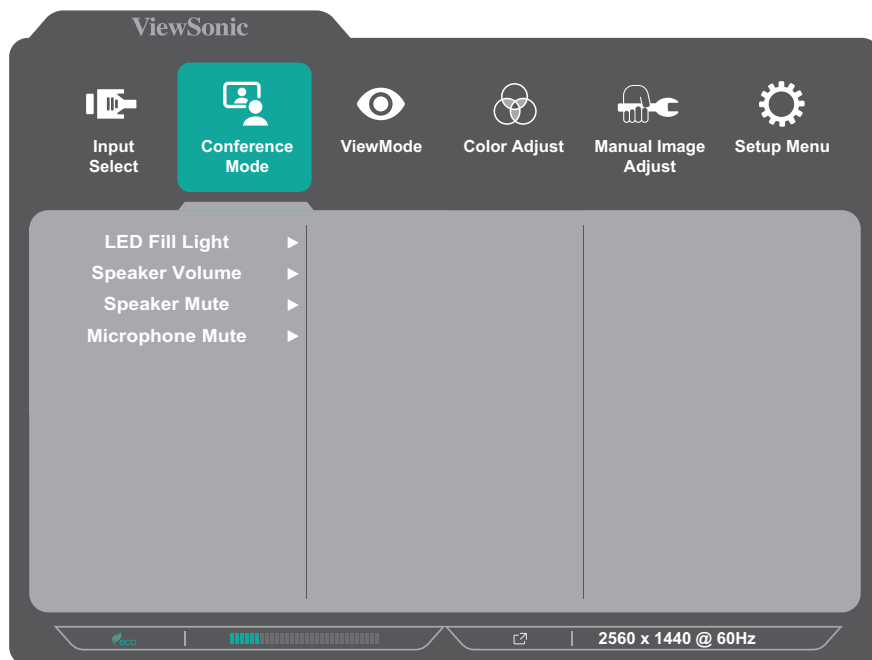 ViewSonic
Input
Select
Conference
Mode
ViewMode
Color Adjust
Manual Image
Adjust
Setup Menu
LED Fill Light
Speaker Volume
Speaker Mute
Microphone Mute
eco
2560 x 1440 @ 60Hz